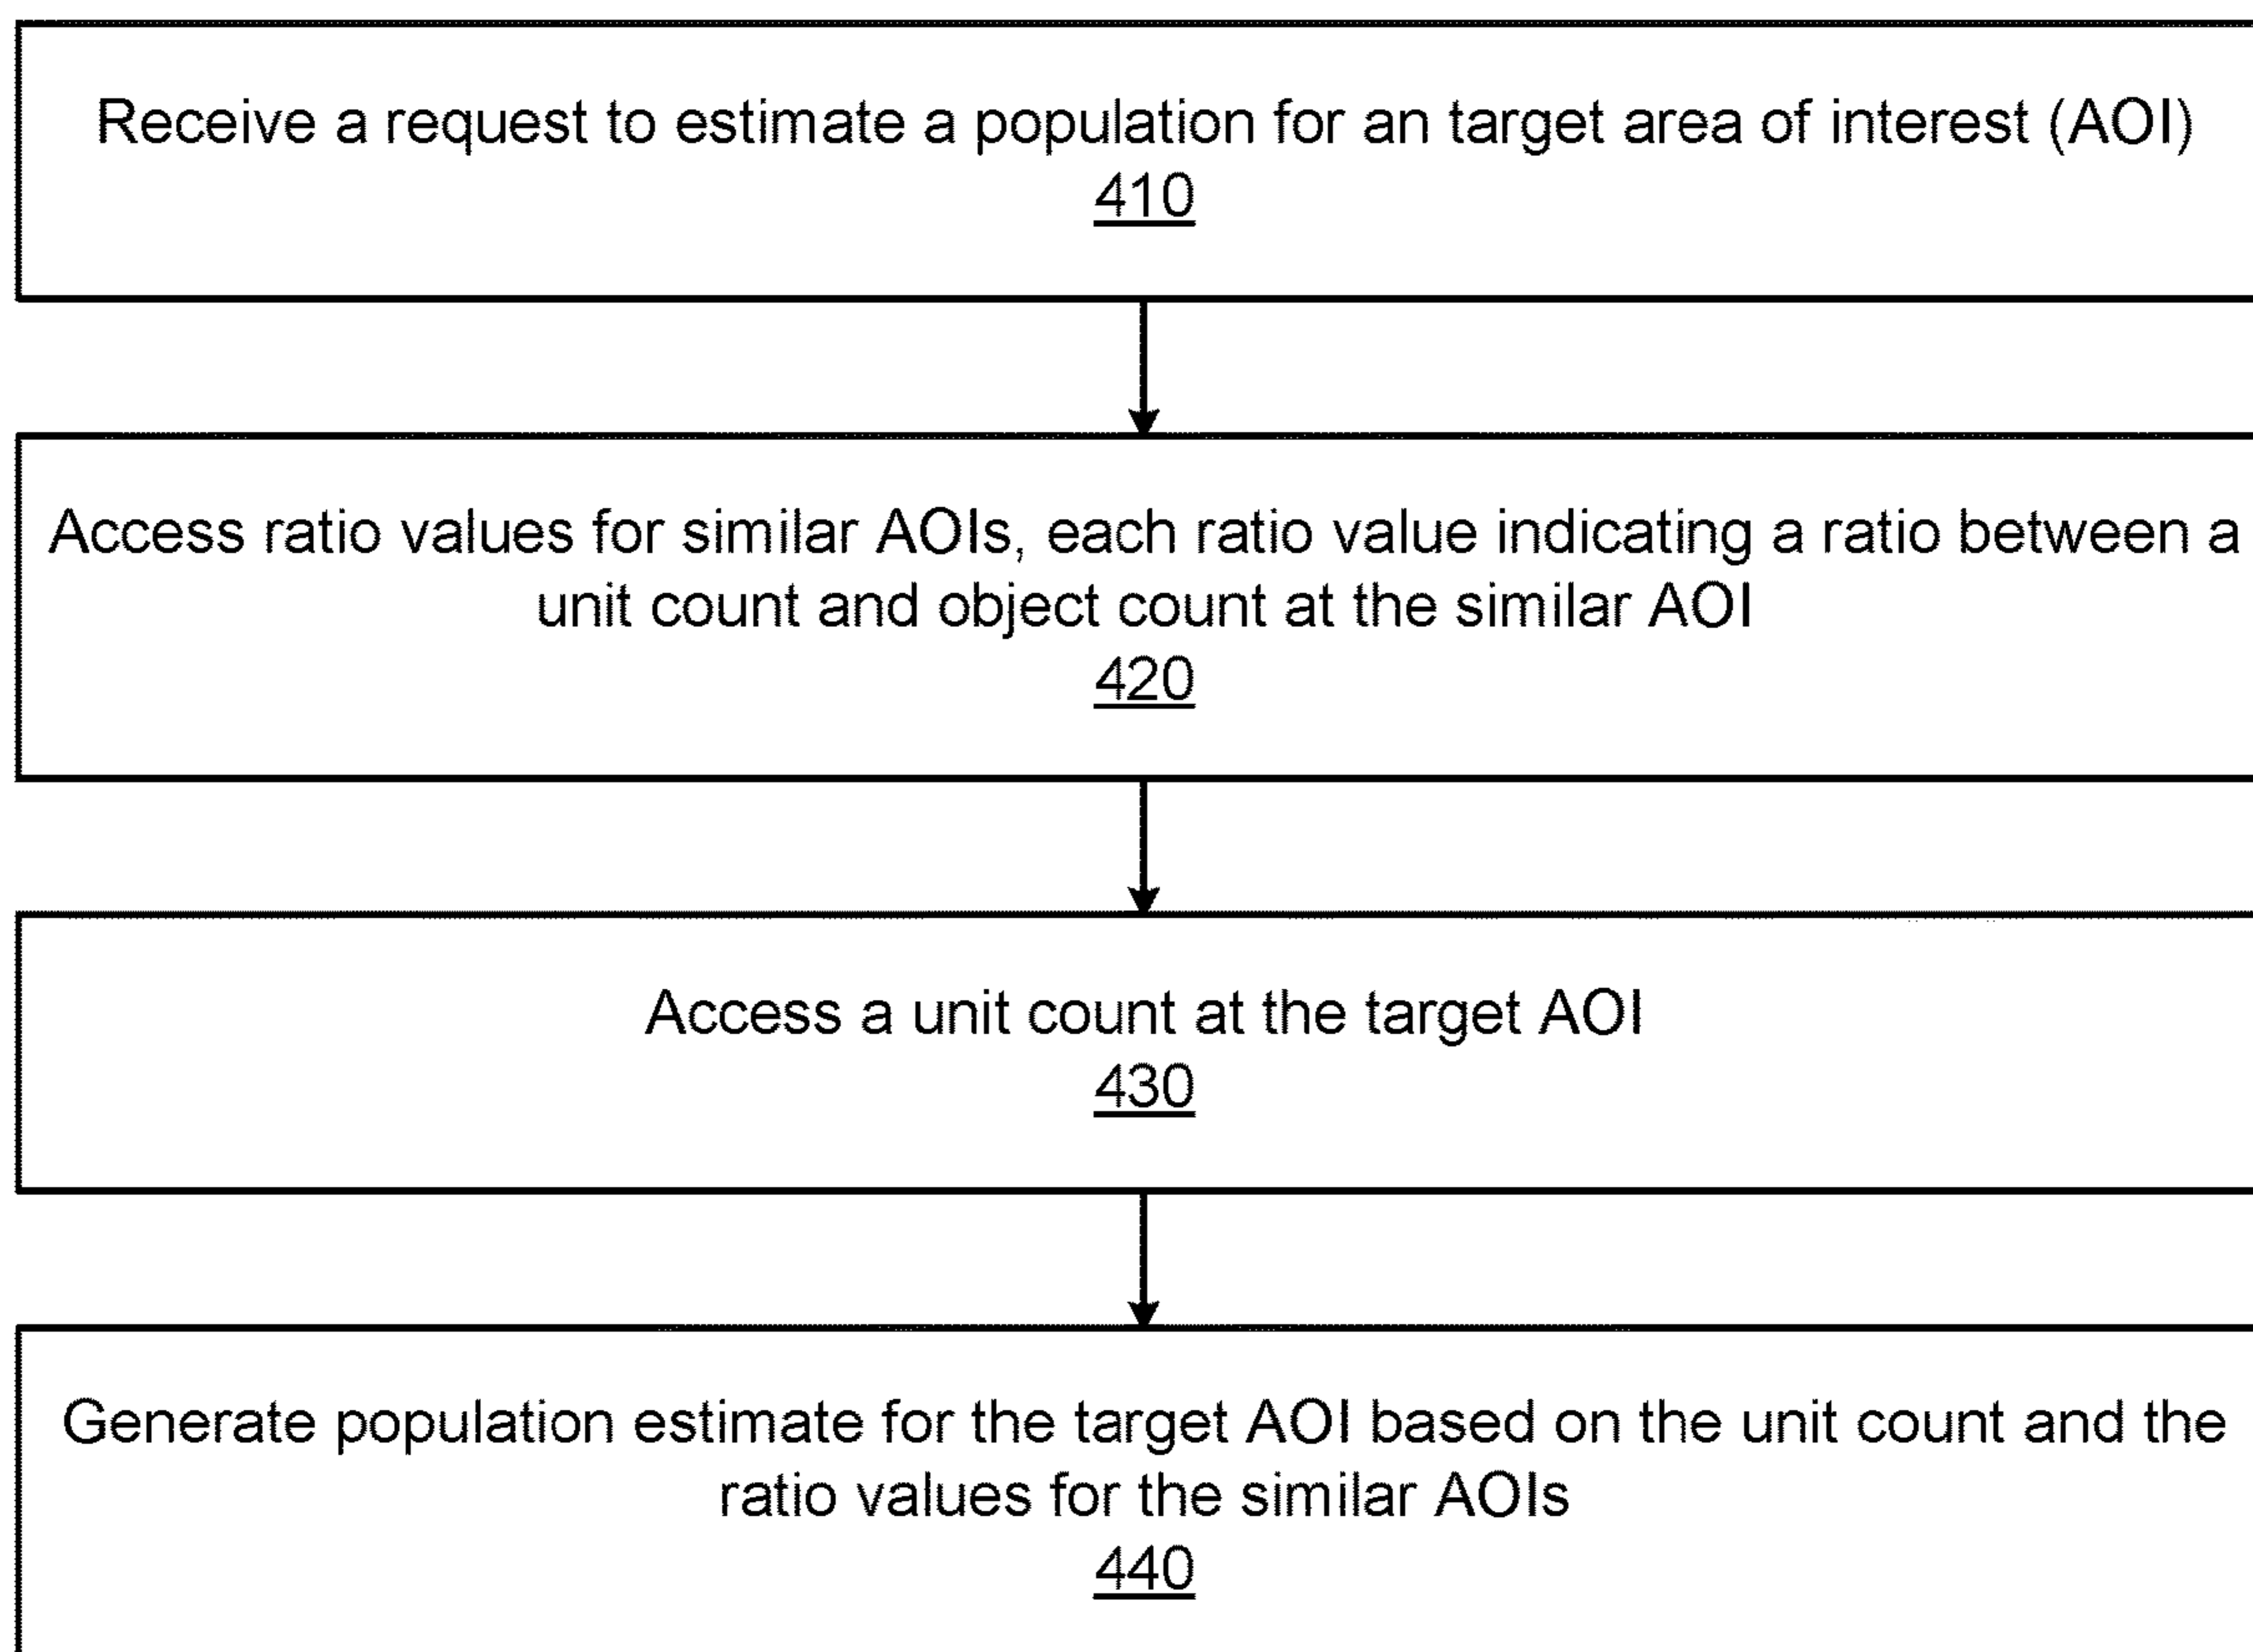 Receive a request to estimate a population for an target area of interest (AOI)
410
Access ratio values for similar AOIs, each ratio value indicating a ratio between a
unit count and object count at the similar AOI
420
Access a unit count at the target AOI
430
Generate population estimate for the target AOI based on the unit count and the
ratio values for the similar AOIs
440